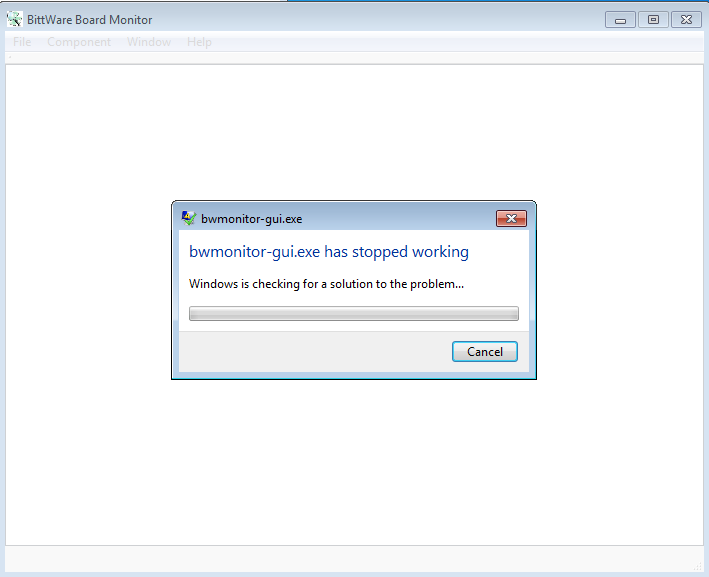 BittWare Board Monitor
File Component Window Help
bwmonitor-gui.exe
bwmonitor-gui.exe has stopped working
Windows is checking for a solution to the problem...
Cancel